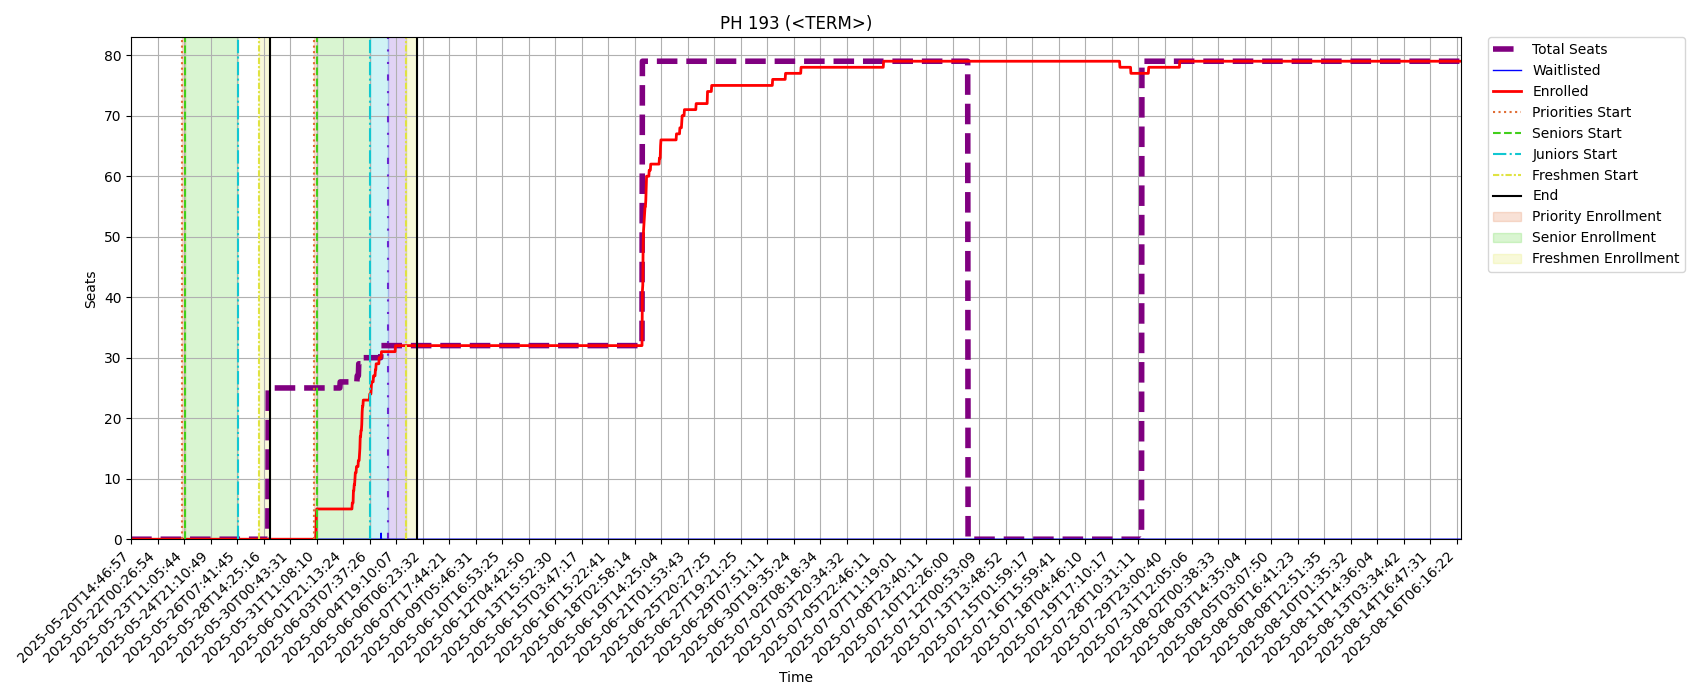 PH 193 (<TERM>)
80
70
60
50
40
30
20
10
0
Seats
2025-05-20T14:46:57
2025-05-22T00:26:54
2025-05-23T11:05:44
2025-05-24T21:10:49
2025-05-26T07:41:45
2025-05-28T14:25:16
2025-05-30T00:43:31
2025-05-31T11:08:10
2025-06-01T21:13:24
2025-06-03T07:37:26
2025-06-04T19:10:07
2025-06-06T06:23:32
2025-06-07T17:44:21
2025-06-09T05:46:31
2025-06-10T16:53:25
2025-06-12T04:42:50
2025-06-13T15:52:30
2025-06-15T03:47:17
2025-06-16T15:22:41
2025-06-18T02:58:14
2025-06-19T14:25:04
2025-06-21T01:53:43
2025-06-25T20:27:25
2025-06-27T19:21:25
2025-06-29T07:51:11
2025-06-30T19:35:24
2025-07-02T08:18:34
2025-07-03T20:34:32
2025-07-05T22:46:11
2025-07-07T11:19:01
2025-07-08T23:40:11
2025-07-10T12:26:00
2025-07-12T00:53:09
2025-07-13T13:48:52
2025-07-15T01:59:17
2025-07-16T15:59:41
2025-07-18T04:46:10
2025-07-19T17:10:17
2025-07-28T10:31:11
2025-07-29T23:00:40
2025-07-31T12:05:06
2025-08-02T00:38:33
2025-08-03T14:35:04
2025-08-05T03:07:50
2025-08-06T16:41:23
2025-08-08T12:51:35
2025-08-10T01:35:32
2025-08-11T14:36:04
2025-08-13T03:34:42
2025-08-14T16:47:31
2025-08-16T06:16:22
Time
Total Seats
Waitlisted
Enrolled
Priorities Start
Seniors Start
Juniors Start
Freshmen Start
End
Priority Enrollment
Senior Enrollment
Freshmen Enrollment